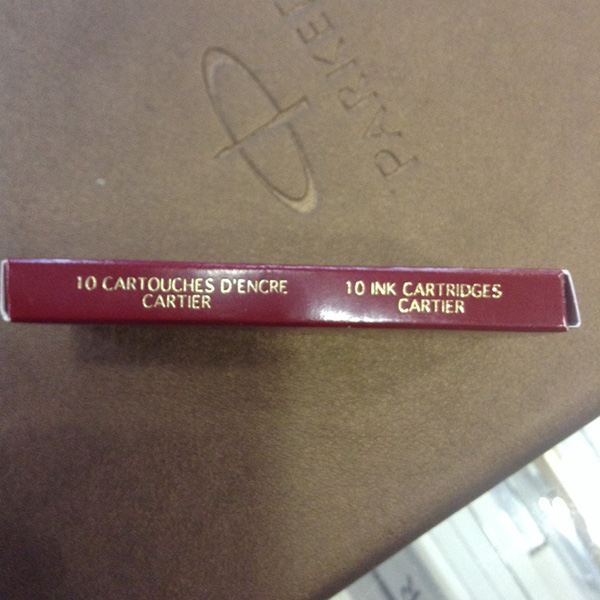 PARKER
10 CARTOUCHES D'ENCRE
CARTIER
10 INK CARTRIDGES
CARTIER